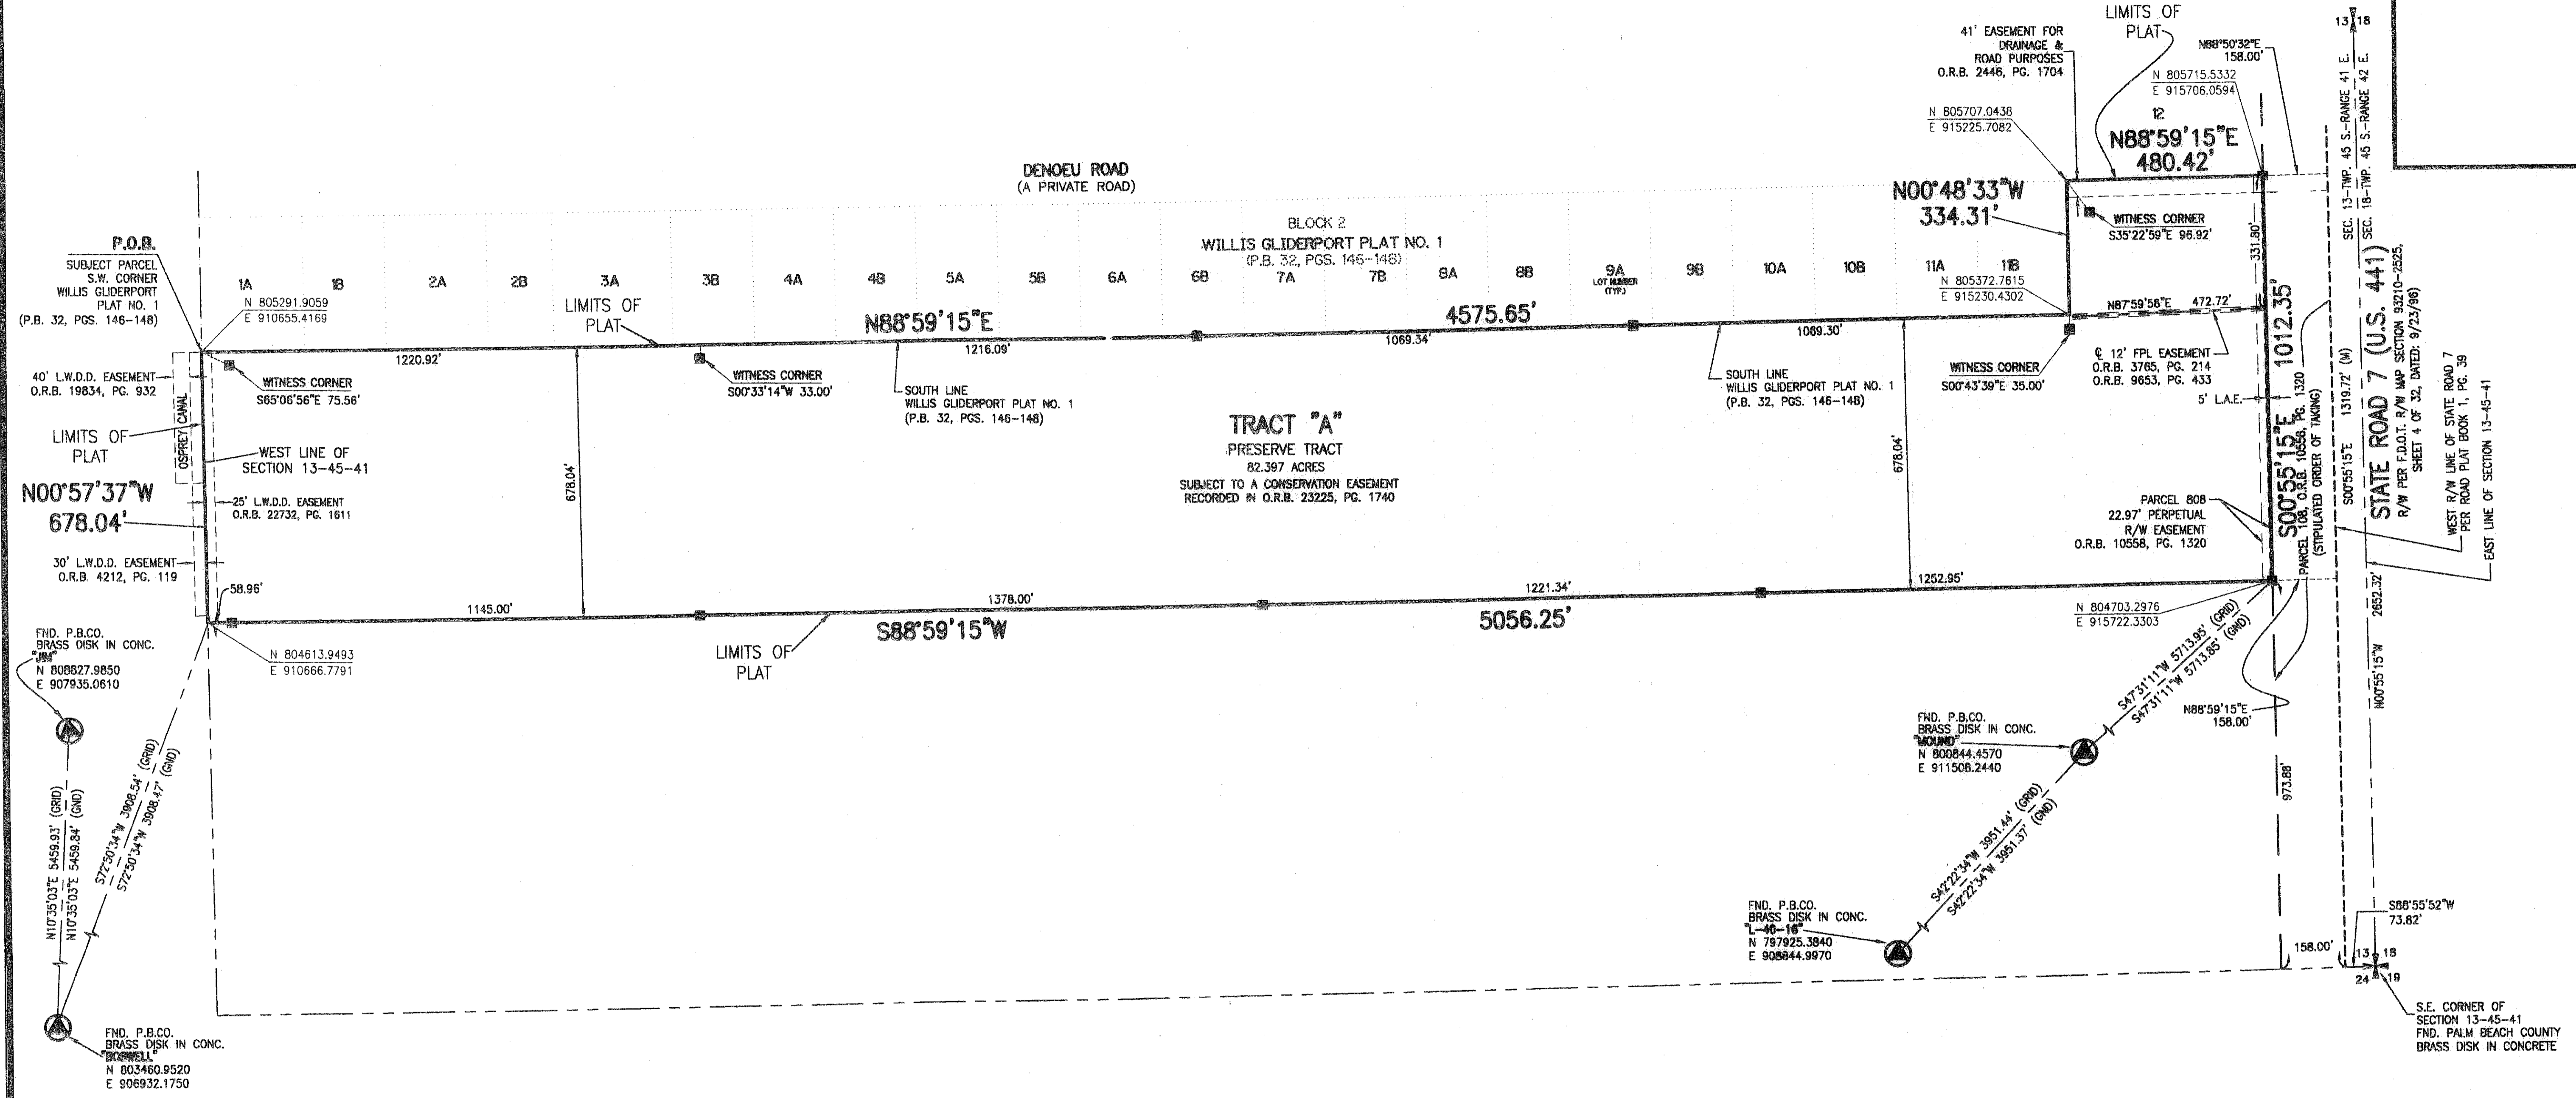 LIMITS OF
PLAT
41' EASEMENT FOR
DRAINAGE &
ROAD PURPOSES
O.R.B. 2446, PG. 1704
N88°50'32"E
158.00'
N 805715.5332
E 915706.0594
13 18
SEC. 13-TWP. 45 S.-RANGE 41 E.
SEC. 18-TWP. 45 S.-RANGE 42 E.
N 805707.0438
E 915225.7082
12
N88°59'15"E
480.42'
DENOEU ROAD
(A PRIVATE ROAD)
N00°48'33"W
334.31'
WITNESS CORNER
S35°22'59"E 96.92'
331.80'
BLOCK 2
WILLIS GLIDERPORT PLAT NO. 1
(P.B. 32, PGS. 146-148)
P.O.B.
SUBJECT PARCEL
S.W. CORNER
WILLIS GLIDERPORT
PLAT NO. 1
(P.B. 32, PGS. 146-148)
1A 1B 2A 2B 3A 3B 4A 4B 5A 5B 6A 6B 7A 7B 8A 8B 9A 9B 10A 10B 11A 11B
LOT NUMBER
(TYP.)
N 805291.9059
E 910655.4169
LIMITS OF
PLAT
N88°59'15"E 4575.65'
N 805372.7615
E 915230.4302
N87°59'58"E 472.72'
1220.92'
1216.09'
1069.34'
1069.30'
40' L.W.D.D. EASEMENT
O.R.B. 19834, PG. 932
WITNESS CORNER
S65°06'56"E 75.56'
WITNESS CORNER
S00°33'14"W 33.00'
SOUTH LINE
WILLIS GLIDERPORT PLAT NO. 1
(P.B. 32, PGS. 146-148)
SOUTH LINE
WILLIS GLIDERPORT PLAT NO. 1
(P.B. 32, PGS. 146-148)
WITNESS CORNER
S00°43'39"E 35.00'
℄ 12' FPL EASEMENT
O.R.B. 3765, PG. 214
O.R.B. 9653, PG. 433
5' L.A.E.
LIMITS OF
PLAT
OSPREY CANAL
WEST LINE OF
SECTION 13-45-41
TRACT "A"
PRESERVE TRACT
82.397 ACRES
SUBJECT TO A CONSERVATION EASEMENT
RECORDED IN O.R.B. 23225, PG. 1740
678.04'
678.04'
N00°57'37"W
678.04'
25' L.W.D.D. EASEMENT
O.R.B. 22732, PG. 1611
30' L.W.D.D. EASEMENT
O.R.B. 4212, PG. 119
PARCEL 808
22.97' PERPETUAL
R/W EASEMENT
O.R.B. 10558, PG. 1320
S00°55'15"E 1012.35'
PARCEL 108, O.R.B. 10558, PG. 1320
(STIPULATED ORDER OF TAKING)
S00°55'15"E 1319.72' (M)
STATE ROAD 7 (U.S. 441)
R/W PER F.D.O.T. R/W MAP SECTION 93210-2525,
SHEET 4 OF 32, DATED: 9/23/96)
WEST R/W LINE OF STATE ROAD 7
PER ROAD PLAT BOOK 1, PG. 39
EAST LINE OF SECTION 13-45-41
N00°55'15"W 2652.32'
58.96'
1145.00'
1378.00'
1221.34'
1252.95'
S88°59'15"W
5056.25'
LIMITS OF
PLAT
N 804613.9493
E 910666.7791
N 804703.2976
E 915722.3303
FND. P.B.CO.
BRASS DISK IN CONC.
"JIM"
N 808827.9850
E 907935.0610
S47°31'11"W 5713.95' (GRID)
S47°31'11"W 5713.85' (GND)
N88°59'15"E
158.00'
FND. P.B.CO.
BRASS DISK IN CONC.
"MOUND"
N 800844.4570
E 911508.2440
N10°35'03"E 5459.93' (GRID)
N10°35'03"E 5459.84' (GND)
S72°50'34"W 3908.54' (GRID)
S72°50'34"W 3908.47' (GND)
973.88'
S42°22'34"W 3951.44' (GRID)
S42°22'34"W 3951.37' (GND)
FND. P.B.CO.
BRASS DISK IN CONC.
"L-40-16"
N 797925.3840
E 908844.9970
S88°55'52"W
73.82'
158.00'
13 18
24 19
S.E. CORNER OF
SECTION 13-45-41
FND. PALM BEACH COUNTY
BRASS DISK IN CONCRETE
FND. P.B.CO.
BRASS DISK IN CONC.
"BOSWELL"
N 803460.9520
E 906932.1750